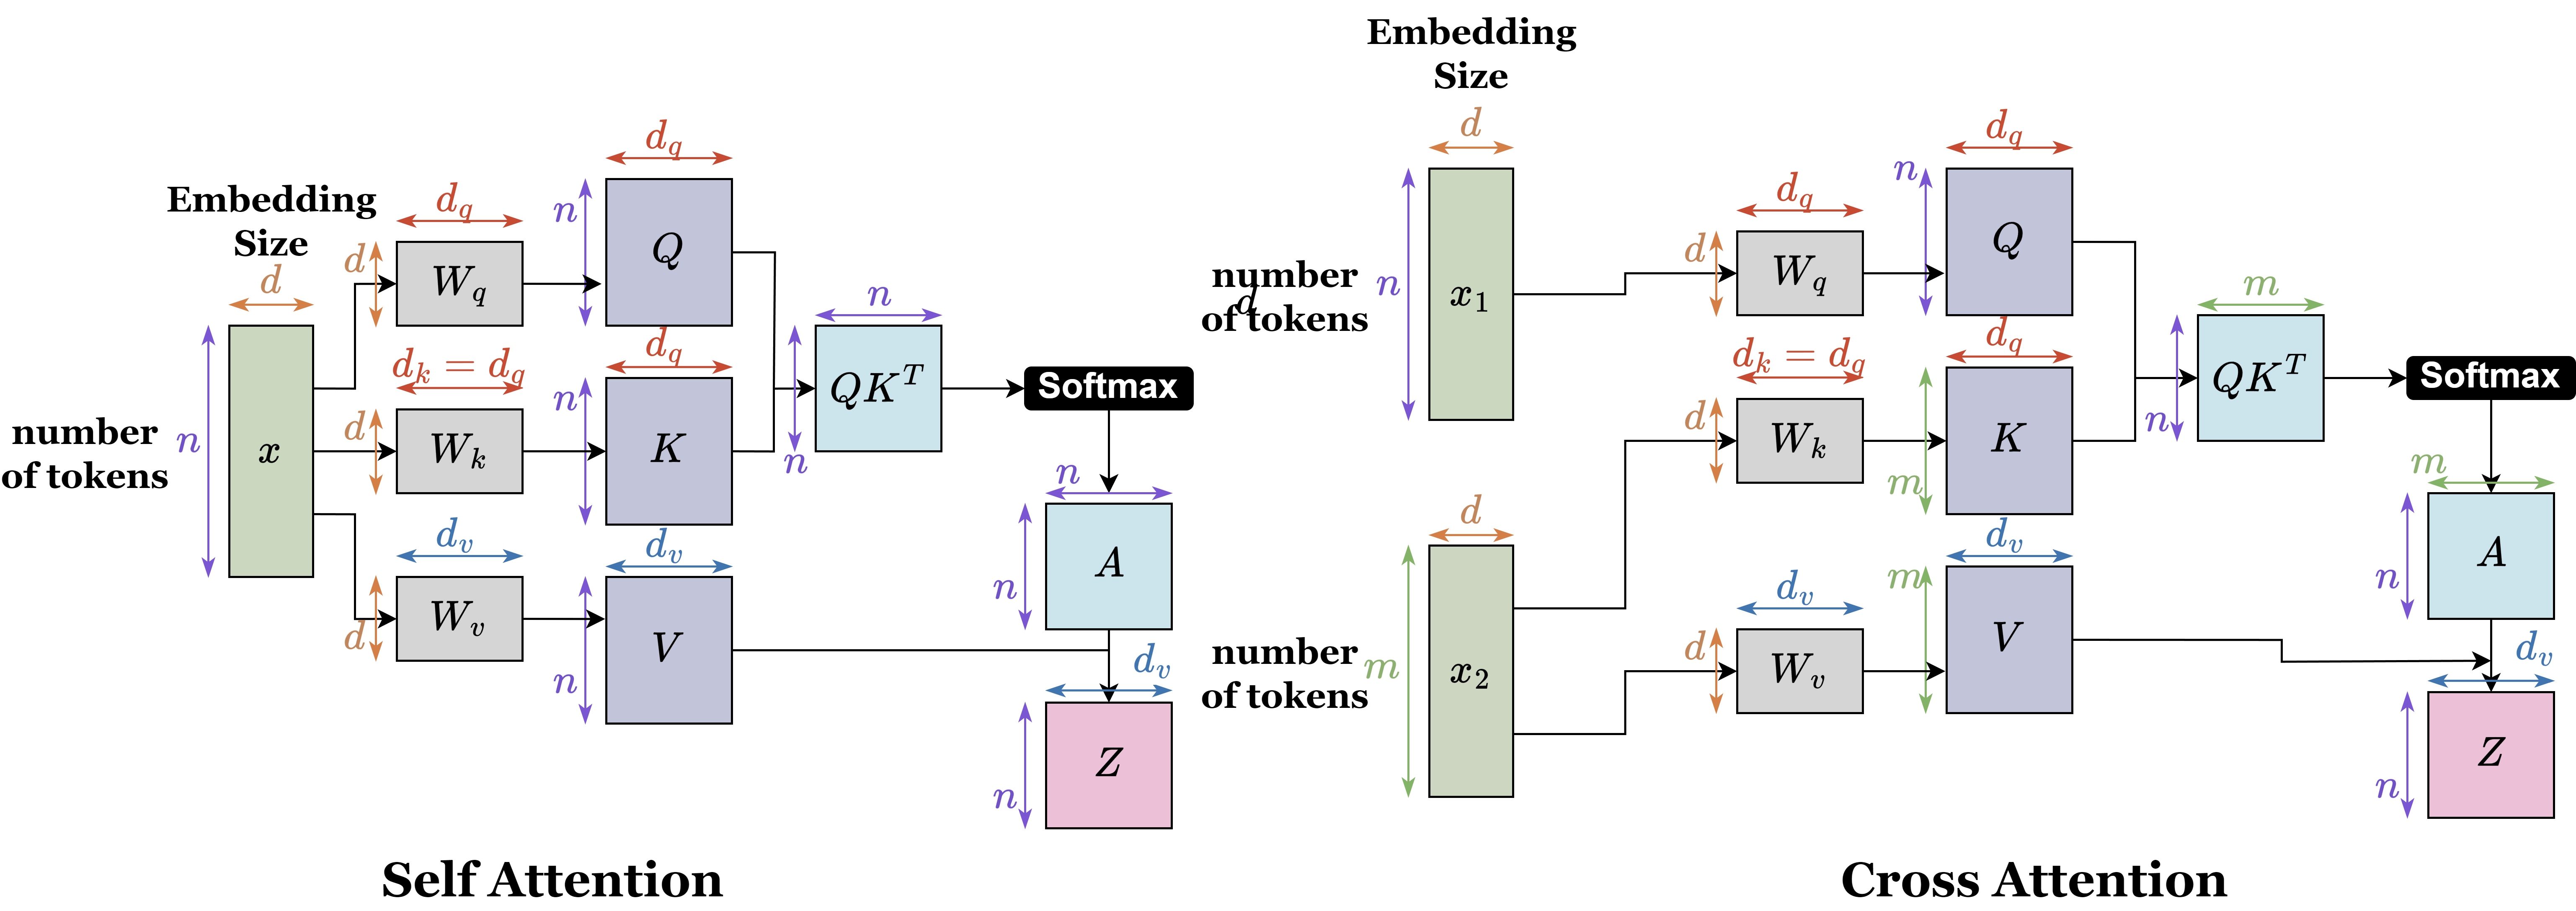 Embedding
Size
d
number
of tokens
n
x
d_q
d
W_q
d_k = d_q
d
W_k
d_v
d
W_v
d_q
n
Q
d_q
n
K
d_v
n
V
n
n
QK^T
Softmax
n
n
A
d_v
n
Z
Self Attention
Embedding
Size
d
number
d
of tokens
n
x_1
d
number
of tokens
m
x_2
d_q
d
W_q
d_k = d_q
d
W_k
d_v
d
W_v
d_q
n
Q
d_q
m
K
d_v
m
V
m
n
QK^T
Softmax
m
n
A
d_v
n
Z
Cross Attention